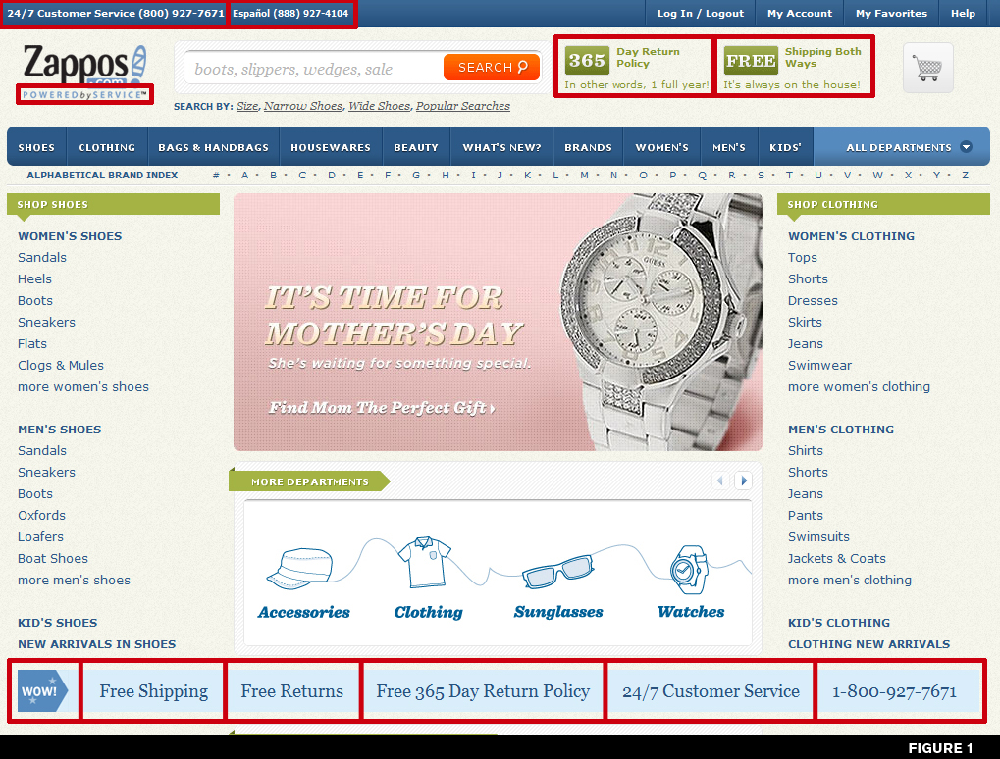 24/7 Customer Service (800) 927-7671 Español (888) 927-4104
Log In / Logout My Account My Favorites Help
Zappos
.com
POWEREDbySERVICE™
boots, slippers, wedges, sale SEARCH
SEARCH BY: Size, Narrow Shoes, Wide Shoes, Popular Searches
365 Day Return Policy
In other words, 1 full year!
FREE Shipping Both Ways
It's always on the house!
SHOES CLOTHING BAGS & HANDBAGS HOUSEWARES BEAUTY WHAT'S NEW? BRANDS WOMEN'S MEN'S KIDS' ALL DEPARTMENTS
ALPHABETICAL BRAND INDEX # • A • B • C • D • E • F • G • H • I • J • K • L • M • N • O • P • Q • R • S • T • U • V • W • X • Y • Z
SHOP SHOES
WOMEN'S SHOES
Sandals
Heels
Boots
Sneakers
Flats
Clogs & Mules
more women's shoes
MEN'S SHOES
Sandals
Sneakers
Boots
Oxfords
Loafers
Boat Shoes
more men's shoes
KID'S SHOES
NEW ARRIVALS IN SHOES
IT'S TIME FOR
MOTHER'S DAY
She's waiting for something special.
Find Mom The Perfect Gift
GUESS
MORE DEPARTMENTS
Accessories Clothing Sunglasses Watches
SHOP CLOTHING
WOMEN'S CLOTHING
Tops
Shorts
Dresses
Skirts
Jeans
Swimwear
more women's clothing
MEN'S CLOTHING
Shirts
Shorts
Jeans
Pants
Swimsuits
Jackets & Coats
more men's clothing
KID'S CLOTHING
CLOTHING NEW ARRIVALS
WOW! Free Shipping Free Returns Free 365 Day Return Policy 24/7 Customer Service 1-800-927-7671
FIGURE 1